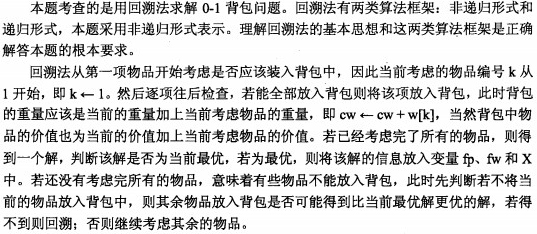 本题考查的是用回溯法求解 0-1 背包问题。回溯法有两类算法框架：非递归形式和
递归形式，本题采用非递归形式表示。理解回溯法的基本思想和这两类算法框架是正确
解答本题的根本要求。
回溯法从第一项物品开始考虑是否应该装入背包中，因此当前考虑的物品编号 k 从
1 开始，即 k←1。然后逐项往后检查，若能全部放入背包则将该项放入背包，此时背包
的重量应该是当前的重量加上当前考虑物品的重量，即 cw←cw+w[k]，当然背包中物
品的价值也为当前的价值加上当前考虑物品的价值。若已经考虑完了所有的物品，则得
到一个解，判断该解是否为当前最优，若为最优，则将该解的信息放入变量 fp、fw 和 X
中。若还没有考虑完所有的物品，意味着有些物品不能放入背包，此时先判断若不将当
前的物品放入背包中，则其余物品放入背包是否可能得到比当前最优解更优的解，若得
不到则回溯；否则继续考虑其余的物品。